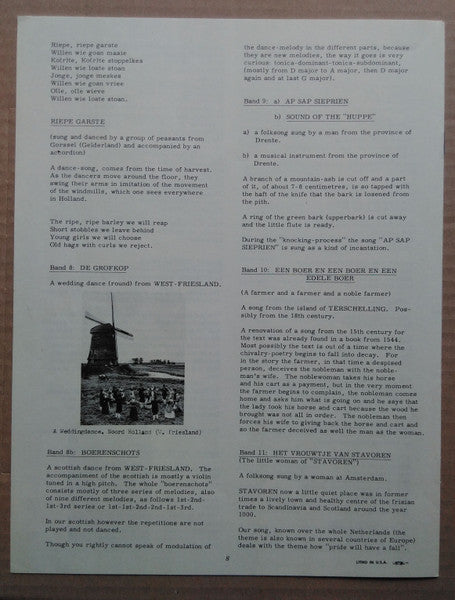 Riepe, riepe garste
Willen wie goan maaie
Kotrite, Kotrite stoppelkes
Willen wie loate stoan
Jonge, jonge meskes
Willen wie goan vriee
Olle, olle wieve
Willen wie loate stoan.
RIEPE GARSTE
(sung and danced by a group of peasants from
Gorssel (Gelderland) and accompanied by an
accordion)
A dance-song, comes from the time of harvest.
As the dancers move around the floor, they
swing their arms in imitation of the movement
of the windmills, which one sees everywhere
in Holland.
The ripe, ripe barley we will reap
Short stobbles we leave behind
Young girls we will choose
Old hags with curls we reject.
Band 8: DE GROFKOP
A wedding dance (round) from WEST-FRIESLAND.
A Weddingdance, Noord Holland (W. Friesland)
Band 8b: BOERENSCHOTS
A scottish dance from WEST-FRIESLAND. The
accompaniment of the scottish is mostly a violin
tuned in a high pitch. The whole "boerenschots"
consists mostly of three series of melodies, also
of nine different melodies, as follows 1st-2nd-
1st-3rd series or 1st-1st-2nd-2nd-1st-3rd.
In our scottish however the repetitions are not
played and not danced.
Though you rightly cannot speak of modulation of
the dance-melody in the different parts, because
they are new melodies, the way it goes is very
curious: tonica-dominant-tonica-subdominant,
(mostly from D major to A major, then D major
again and at last G major).
Band 9: a) AP SAP SIEPRIEN
b) SOUND OF THE "HUPPE"
a) a folksong sung by a man from the province of
Drente.
b) a musical instrument from the province of
Drente.
A branch of a mountain-ash is cut off and a part
of it, of about 7-8 centimetres, is so tapped with
the haft of the knife that the bark is losened from
the pith.
A ring of the green bark (upperbark) is cut away
and the little flute is ready.
During the "knocking-process" the song "AP SAP
SIEPRIEN" is sung as a kind of incantation.
Band 10: EEN BOER EN EEN BOER EN EEN
EDELE BOER
(A farmer and a farmer and a noble farmer)
A song from the island of TERSCHELLING. Pos-
sibly from the 18th century.
A renovation of a song from the 15th century for
the text was already found in a book from 1544.
Most possibly the text is out of a time where the
chivalry-poetry begins to fall into decay. For
in the story the farmer, in that time a despised
person, deceives the nobleman with the noble-
man's wife. The noblewoman takes his horse
and his cart as a payment, but in the very moment
the farmer begins to complain, the nobleman comes
home and asks him what is going on and he says that
the lady took his horse and cart because the wood he
brought was not all in order. The nobleman then
forces his wife to giving back the horse and cart and
so the farmer deceived as well the man as the woman.
Band 11: HET VROUWTJE VAN STAVOREN
(The little woman of "STAVOREN")
A folksong sung by a woman at Amsterdam.
STAVOREN now a little quiet place was in former
times a lively town and healthy centre of the frisian
trade to Scandinavia and Scotland around the year
1000.
Our song, known over the whole Netherlands (the
theme is also known in several countries of Europe)
deals with the theme how "pride will have a fall".
8
LITHO IN U.S.A.